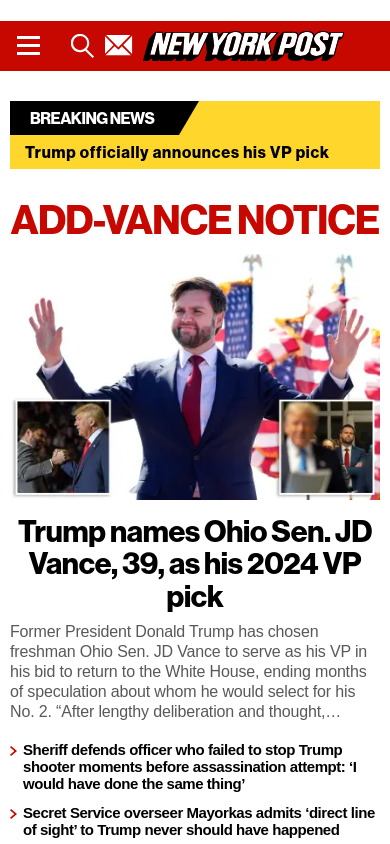 NEW YORK POST
BREAKING NEWS
Trump officially announces his VP pick
ADD-VANCE NOTICE
Trump names Ohio Sen. JD
Vance, 39, as his 2024 VP
pick
Former President Donald Trump has chosen
freshman Ohio Sen. JD Vance to serve as his VP in
his bid to return to the White House, ending months
of speculation about whom he would select for his
No. 2. “After lengthy deliberation and thought,…
Sheriff defends officer who failed to stop Trump
shooter moments before assassination attempt: ‘I
would have done the same thing’
Secret Service overseer Mayorkas admits ‘direct line
of sight’ to Trump never should have happened